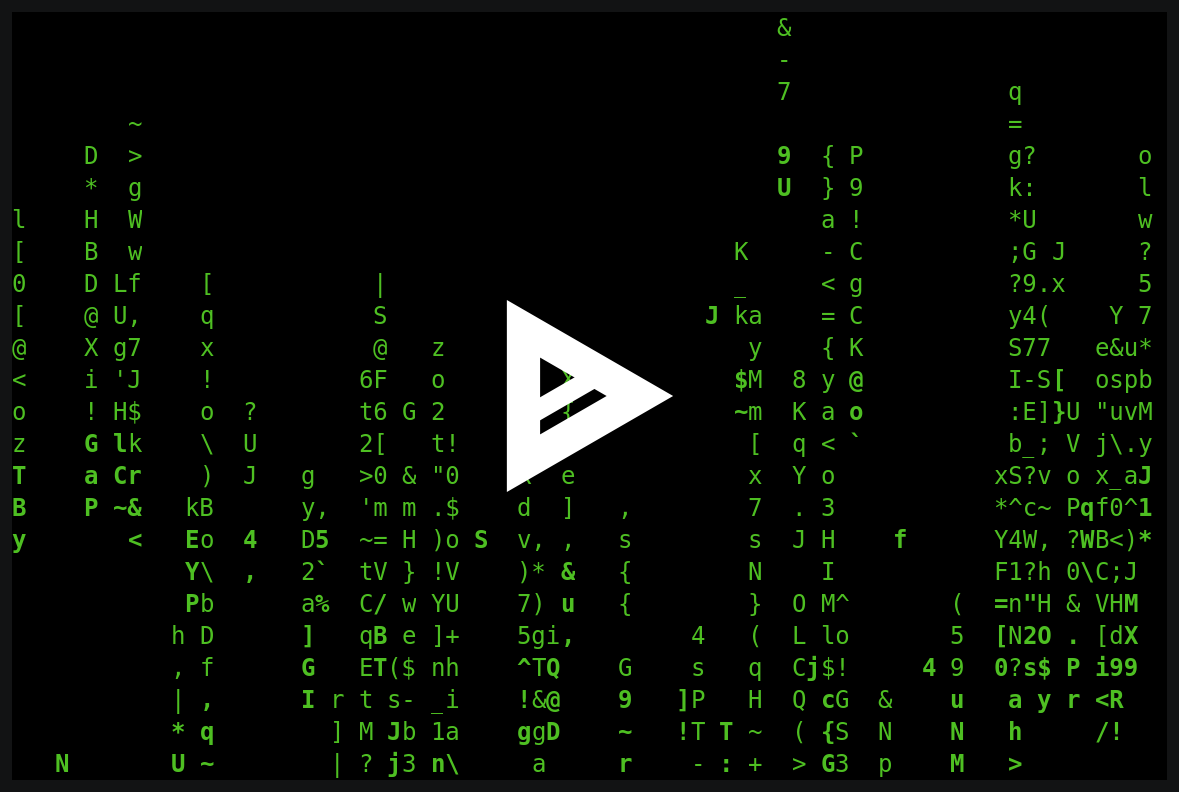 &
-
7 q
~ =
D > 9 { P g? o
* g U } 9 k: l
l H W a ! *U w
[ B w K - C ;G J ?
0 D Lf [ | _ < g ?9.x 5
[ @ U, q S J ka = C y4( Y 7
@ X g7 x @ z y { K S77 e&u*
< i 'J ! 6F o $M 8 y @ I-S[ ospb
o ! H$ o ? t6 G 2 { ~m K a o :E]}U "uvM
z G lk \ U 2[ t! [ q < ` b_; V j\.y
T a Cr ) J g >0 & "0 e x Y o xS?v o x_aJ
B P ~& kB y, 'm m .$ d ] , 7 . 3 *^c~ Pqf0^1
y < Eo 4 D5 ~= H )o S v, , s s J H f Y4W, ?WB<)*
Y\ , 2` tV } !V )* & { N I F1?h 0\C;J
Pb a% C/ w YU 7) u { } O M^ ( =n"H & VHM
h D ] qB e ]+ 5gi, 4 ( L lo 5 [N2O . [dX
, f G ET($ nh ^TQ G s q Cj$! 4 9 0?s$ P i99
| , I r t s- _i !&@ 9 ]P H Q cG & u a y r <R
* q ] M Jb 1a ggD ~ !T T ~ ( {S N N h /!
N U ~ | ? j3 n\ a r - : + > G3 p M >